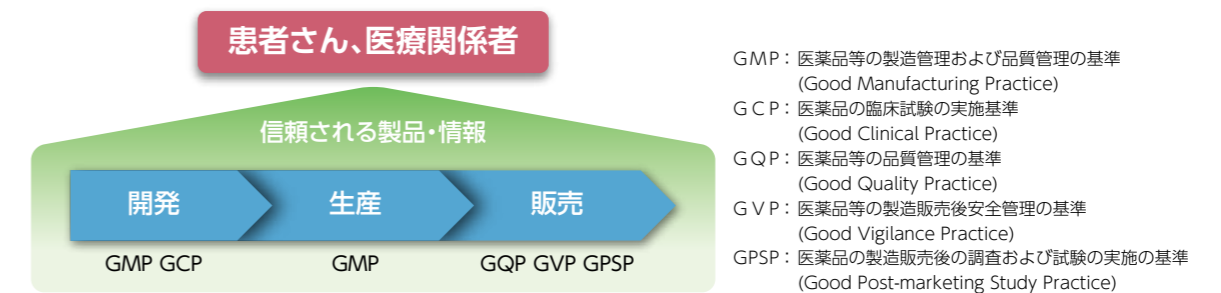 患者さん、医療関係者
信頼される製品・情報
開発
生産
販売
GMP GCP
GMP
GQP GVP GPSP
GMP：医薬品等の製造管理および品質管理の基準
(Good Manufacturing Practice)
GCP：医薬品の臨床試験の実施基準
(Good Clinical Practice)
GQP：医薬品等の品質管理の基準
(Good Quality Practice)
GVP：医薬品等の製造販売後安全管理の基準
(Good Vigilance Practice)
GPSP：医薬品の製造販売後の調査および試験の実施の基準
(Good Post-marketing Study Practice)